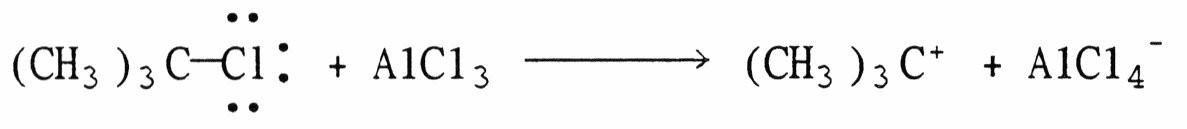 (CH₃)₃C–Cl: + AlCl₃ ⟶ (CH₃)₃C⁺ + AlCl₄⁻